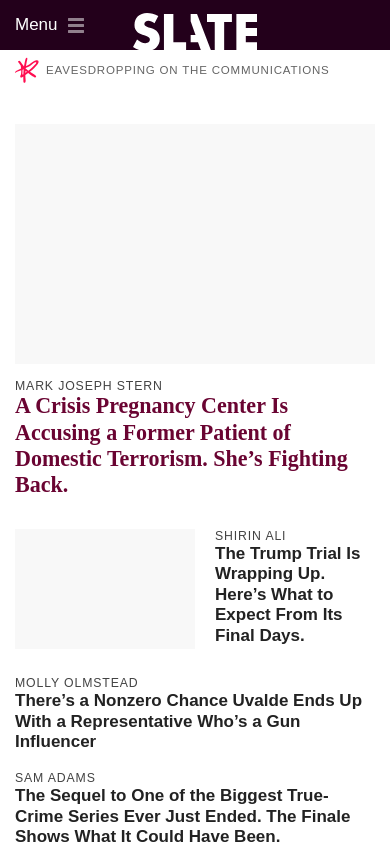 Menu
SLATE
EAVESDROPPING ON THE COMMUNICATIONS
MARK JOSEPH STERN
A Crisis Pregnancy Center Is
Accusing a Former Patient of
Domestic Terrorism. She’s Fighting
Back.
SHIRIN ALI
The Trump Trial Is
Wrapping Up.
Here’s What to
Expect From Its
Final Days.
MOLLY OLMSTEAD
There’s a Nonzero Chance Uvalde Ends Up
With a Representative Who’s a Gun
Influencer
SAM ADAMS
The Sequel to One of the Biggest True-
Crime Series Ever Just Ended. The Finale
Shows What It Could Have Been.